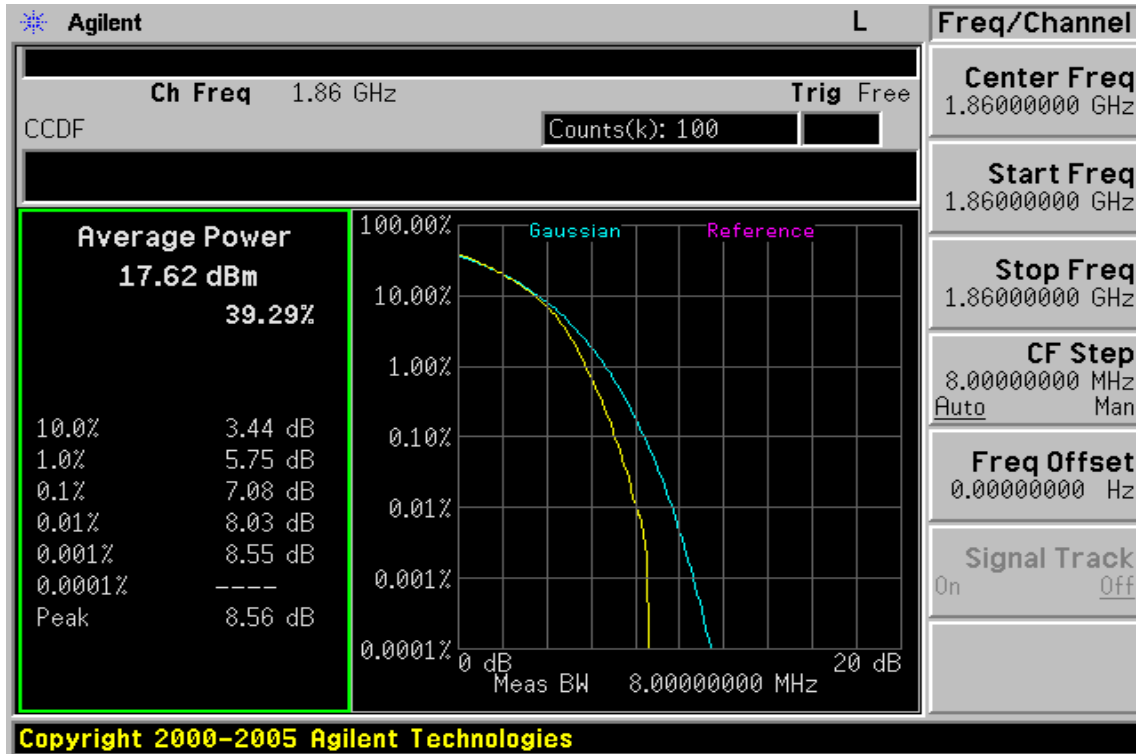 Agilent L
Ch Freq 1.86 GHz Trig Free
CCDF Counts(k): 100
Average Power
17.62 dBm
39.29%
10.0% 3.44 dB
1.0% 5.75 dB
0.1% 7.08 dB
0.01% 8.03 dB
0.001% 8.55 dB
0.0001% ----
Peak 8.56 dB
Gaussian Reference
100.00%
10.00%
1.00%
0.10%
0.01%
0.001%
0.0001%
0 dB 20 dB
Meas BW 8.00000000 MHz
Freq/Channel
Center Freq
1.86000000 GHz
Start Freq
1.86000000 GHz
Stop Freq
1.86000000 GHz
CF Step
8.00000000 MHz
Auto Man
Freq Offset
0.00000000 Hz
Signal Track
On Off
Copyright 2000-2005 Agilent Technologies